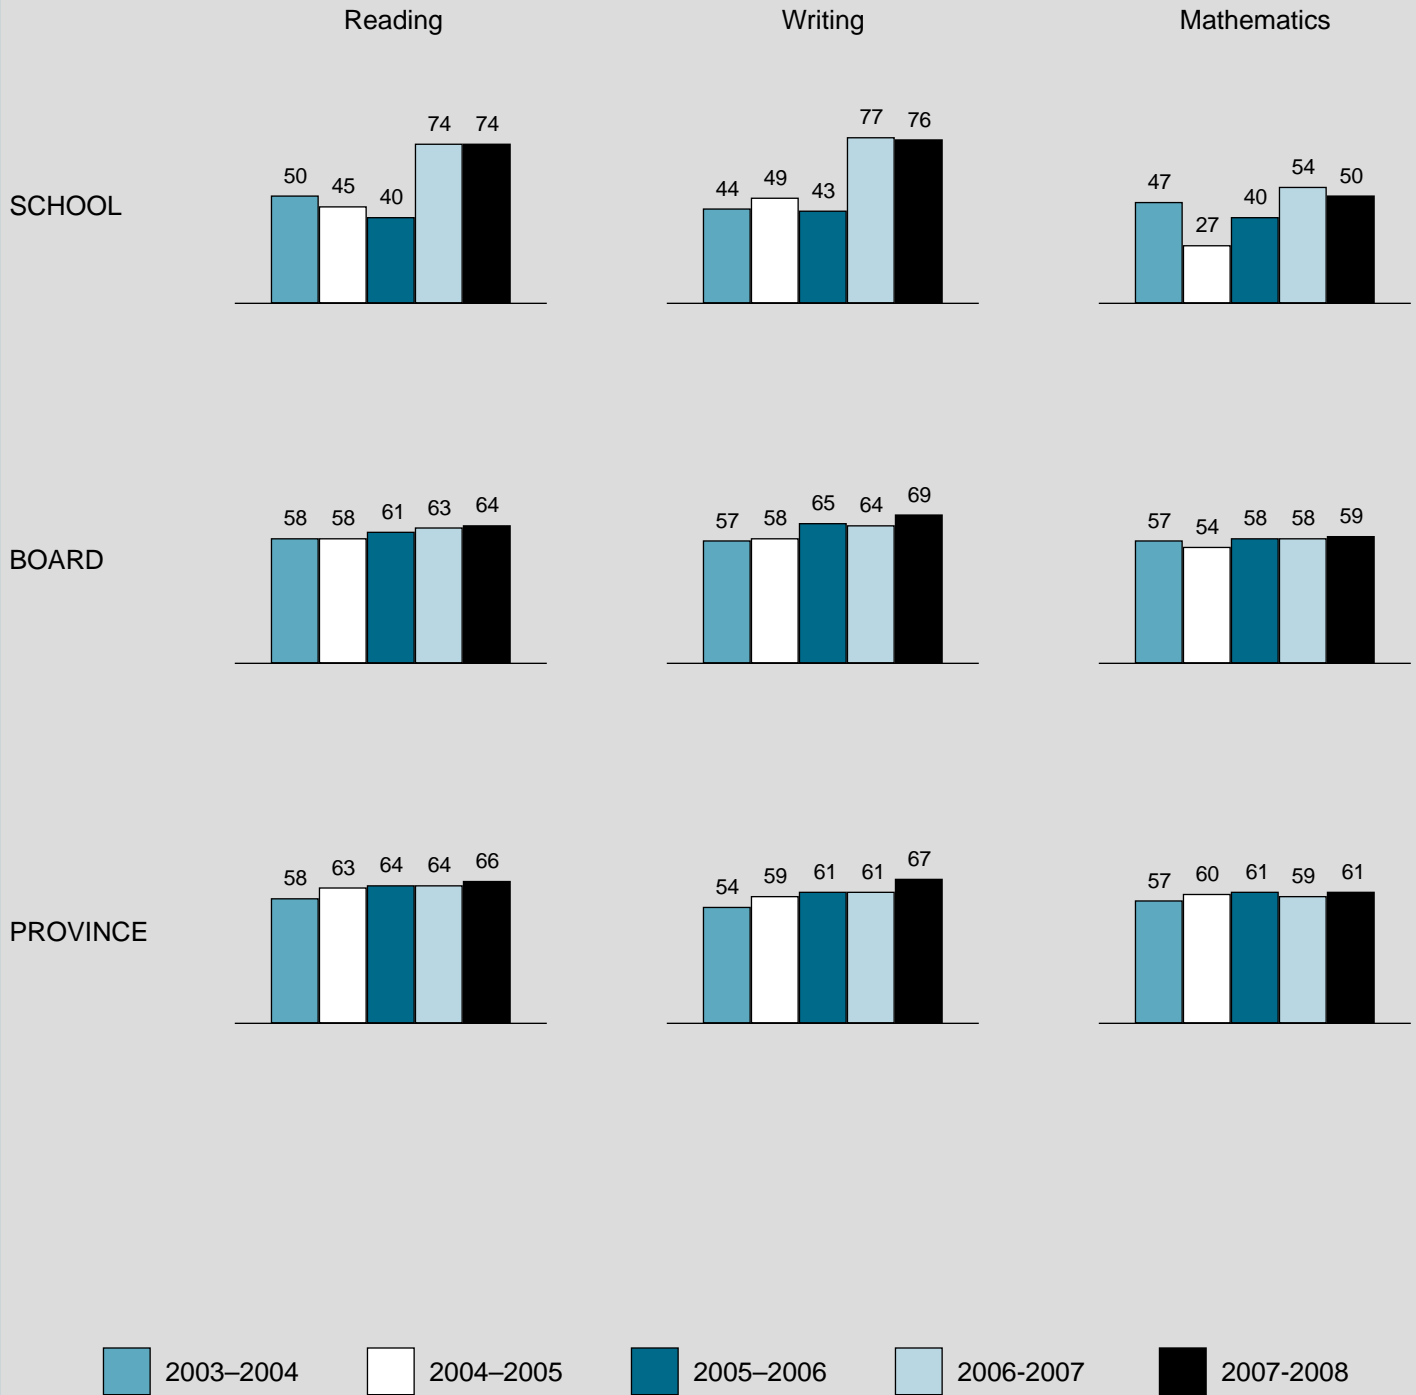 Reading Writing Mathematics
SCHOOL
50 45 40 74 74
44 49 43 77 76
47 27 40 54 50
BOARD
58 58 61 63 64
57 58 65 64 69
57 54 58 58 59
PROVINCE
58 63 64 64 66
54 59 61 61 67
57 60 61 59 61
2003–2004 2004–2005 2005–2006 2006-2007 2007-2008